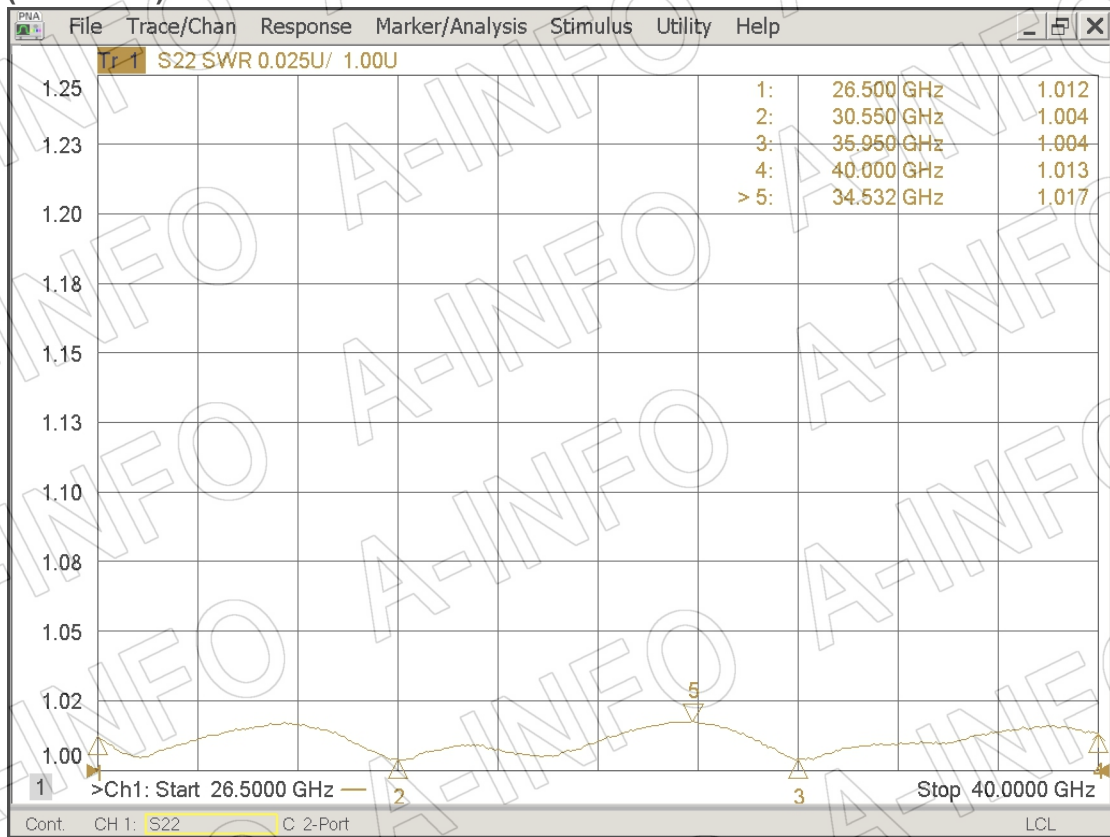 PNA
File Trace/Chan Response Marker/Analysis Stimulus Utility Help
Tr 1 S22 SWR 0.025U/ 1.00U
1.25
1.23
1.20
1.18
1.15
1.13
1.10
1.08
1.05
1.02
1.00
1: 26.500 GHz 1.012
2: 30.550 GHz 1.004
3: 35.950 GHz 1.004
4: 40.000 GHz 1.013
> 5: 34.532 GHz 1.017
5
2
3
4
1 >Ch1: Start 26.5000 GHz — Stop 40.0000 GHz
Cont. CH 1: S22 C 2-Port LCL
A-INFO